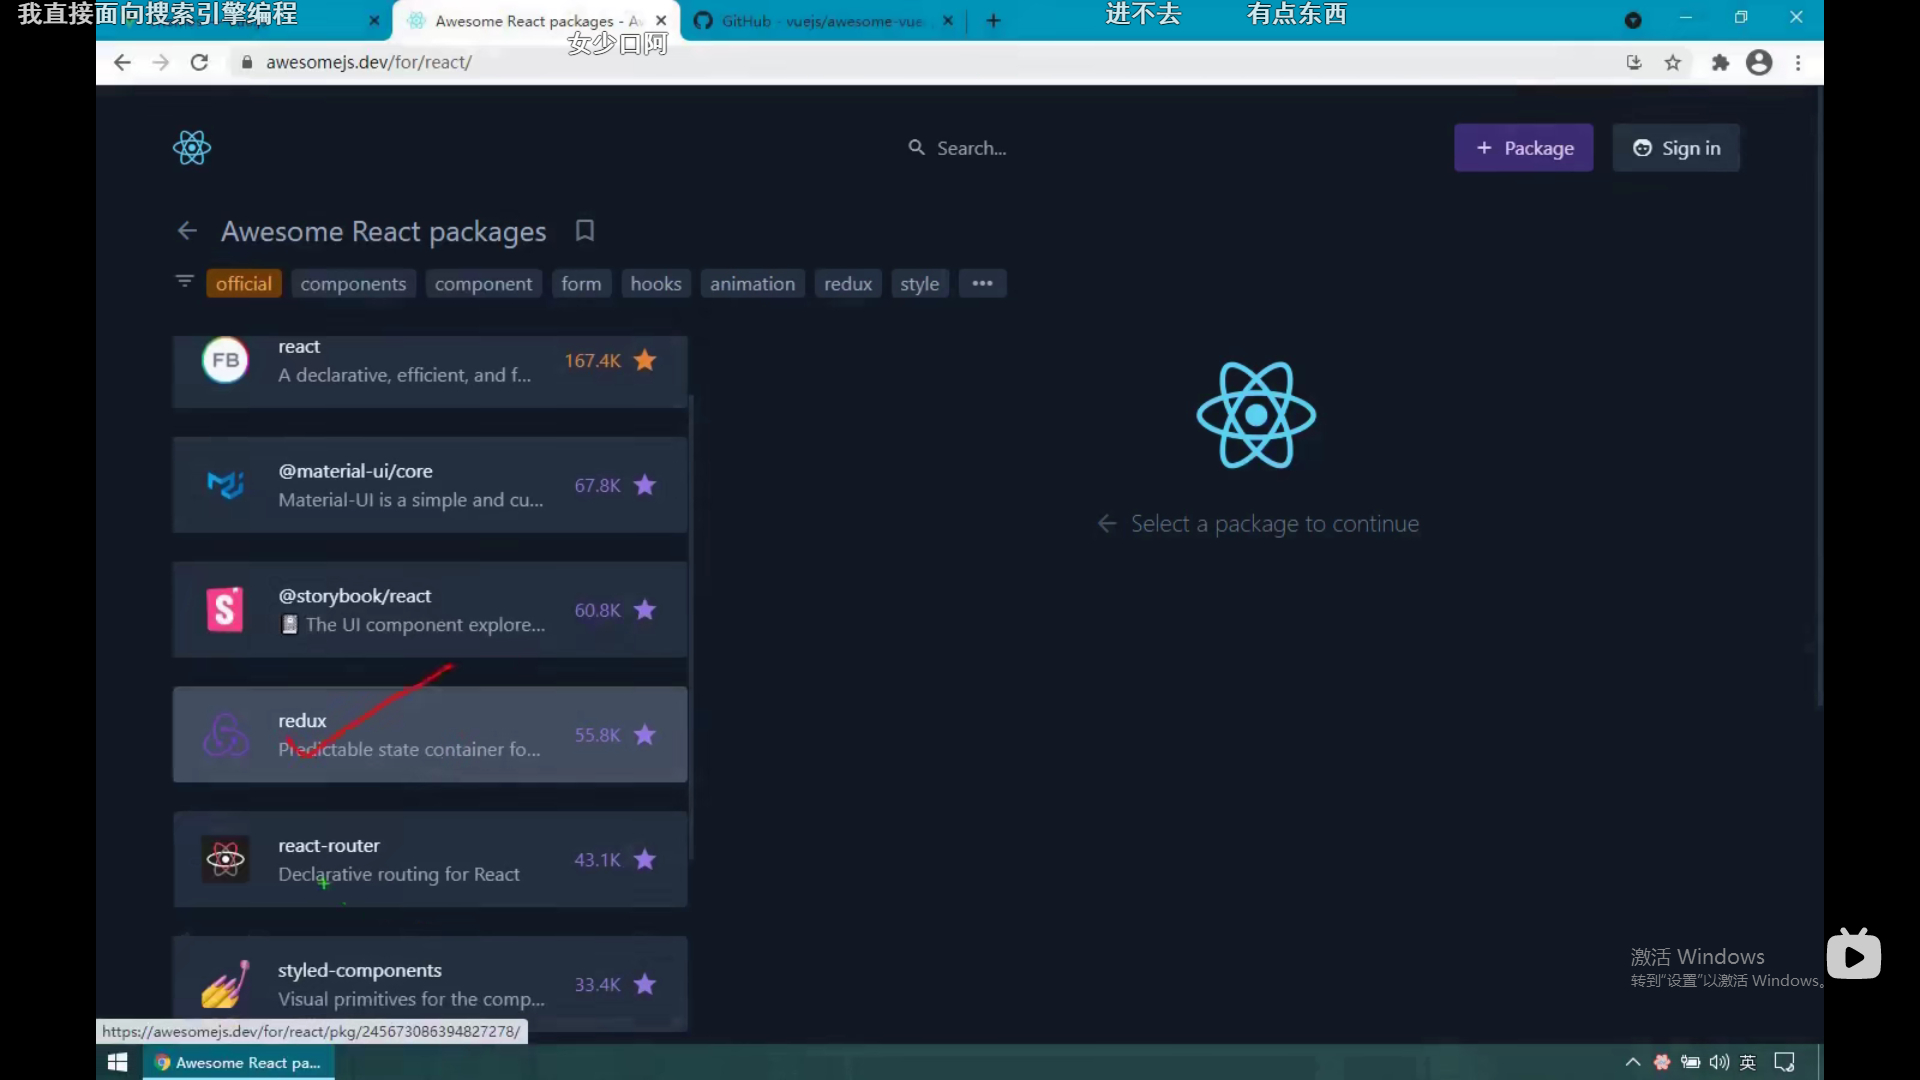 我直接面向搜索引擎编程
进不去
有点东西
女少口阿
Awesome React packages - Aw
GitHub - vuejs/awesome-vue:
awesomejs.dev/for/react/
Search...
+ Package
Sign in
Awesome React packages
official
components
component
form
hooks
animation
redux
style
•••
FB
react
167.4K
A declarative, efficient, and f...
@material-ui/core
67.8K
Material-UI is a simple and cu...
Select a package to continue
S
@storybook/react
60.8K
The UI component explore...
redux
55.8K
Predictable state container fo...
react-router
43.1K
Declarative routing for React
styled-components
33.4K
Visual primitives for the comp...
激活 Windows
转到“设置”以激活 Windows。
https://awesomejs.dev/for/react/pkg/245673086394827278/
Awesome React pa...
英